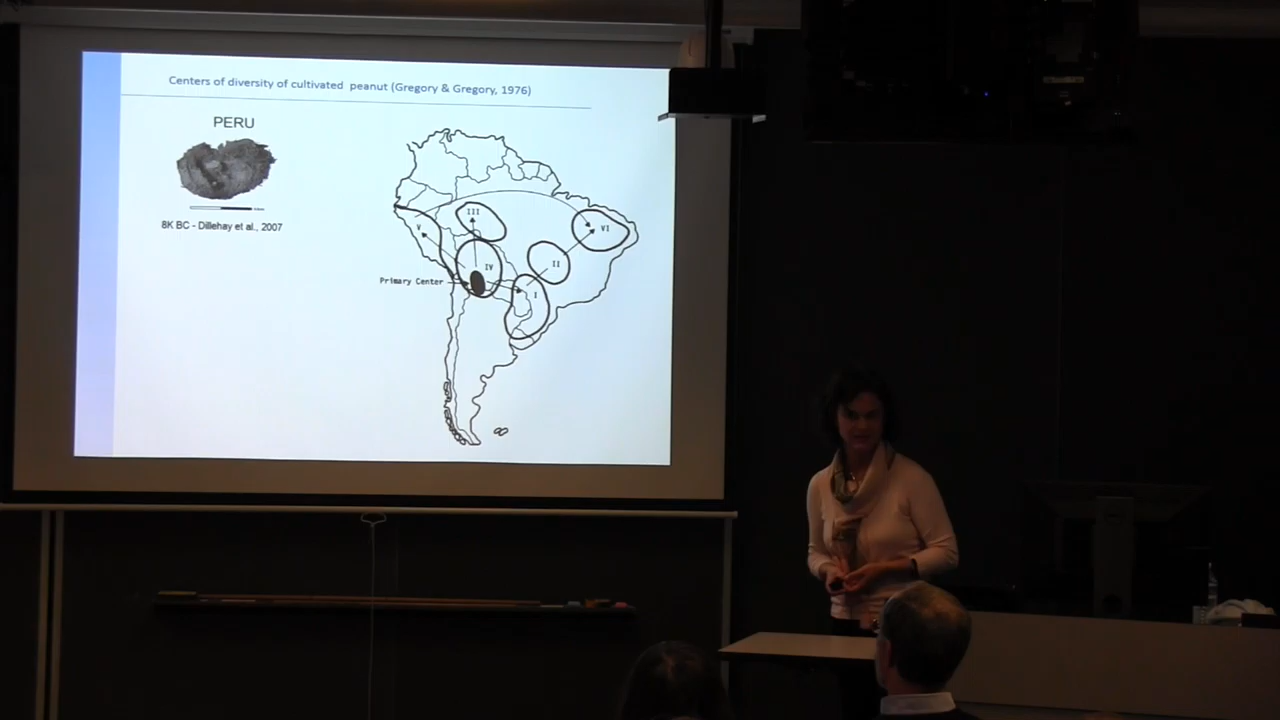 Centers of diversity of cultivated peanut (Gregory & Gregory, 1976)
PERU
8K BC - Dillehay et al., 2007
III
VI
V
IV
II
Primary Center
I